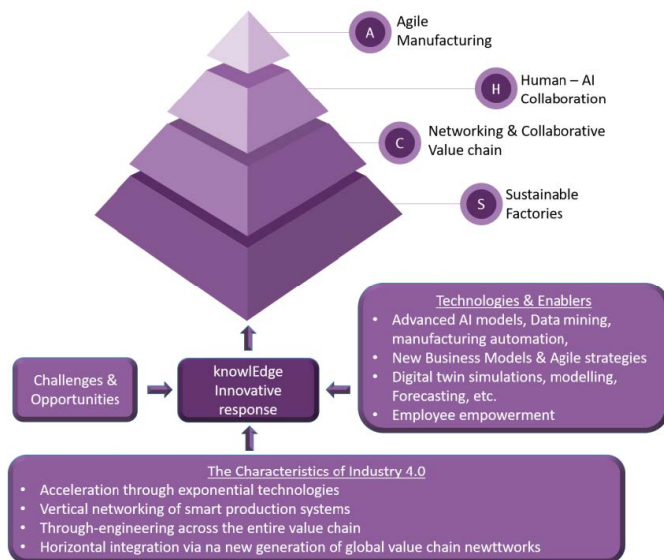 A
Agile
Manufacturing
H
Human – AI
Collaboration
C
Networking & Collaborative
Value chain
S
Sustainable
Factories
Technologies & Enablers
• Advanced AI models, Data mining,
manufacturing automation,
• New Business Models & Agile strategies
• Digital twin simulations, modelling,
Forecasting, etc.
• Employee empowerment
Challenges &
Opportunities
knowlEdge
Innovative
response
The Characteristics of Industry 4.0
• Acceleration through exponential technologies
• Vertical networking of smart production systems
• Through-engineering across the entire value chain
• Horizontal integration via na new generation of global value chain newttworks